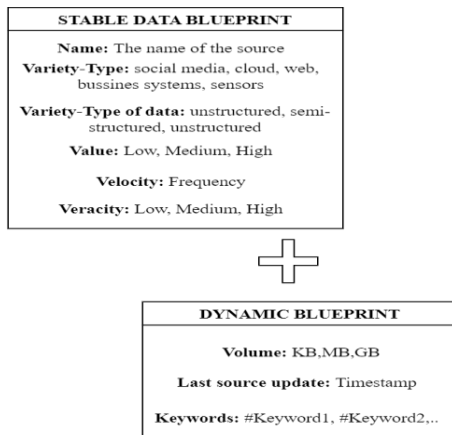 STABLE DATA BLUEPRINT
Name: The name of the source
Variety-Type: social media, cloud, web,
bussines systems, sensors
Variety-Type of data: unstructured, semi-
structured, unstructured
Value: Low, Medium, High
Velocity: Frequency
Veracity: Low, Medium, High
DYNAMIC BLUEPRINT
Volume: KB,MB,GB
Last source update: Timestamp
Keywords: #Keyword1, #Keyword2,..